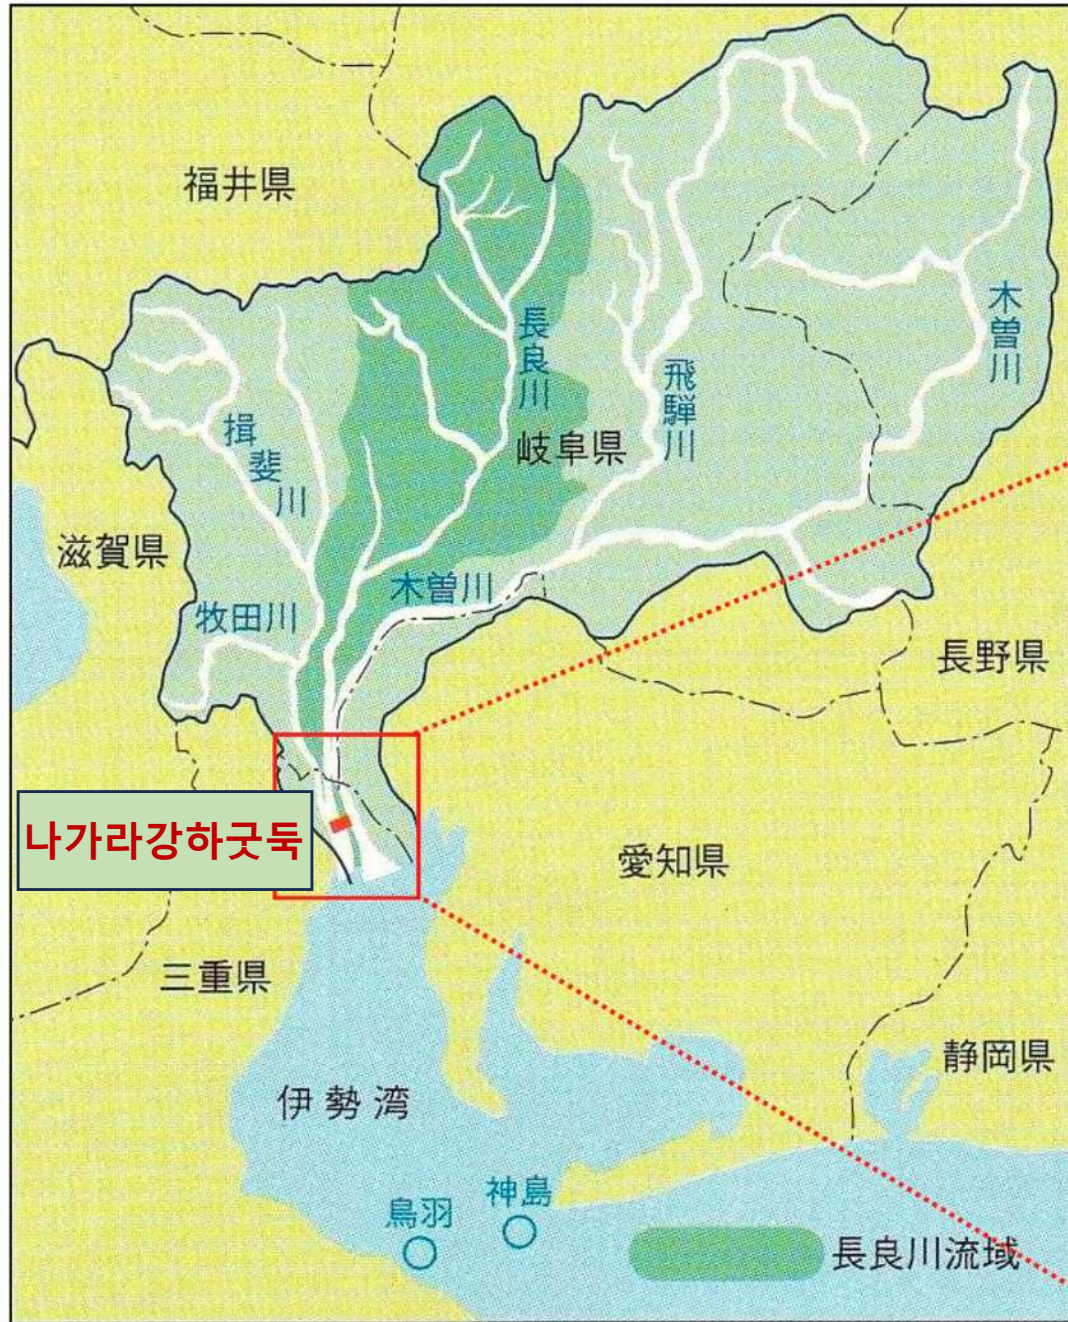 福井県
長良川
木曽川
飛騨川
揖斐川
岐阜県
滋賀県
木曽川
牧田川
長野県
나가라강하굿둑
愛知県
三重県
静岡県
伊勢湾
神島
鳥羽
長良川流域